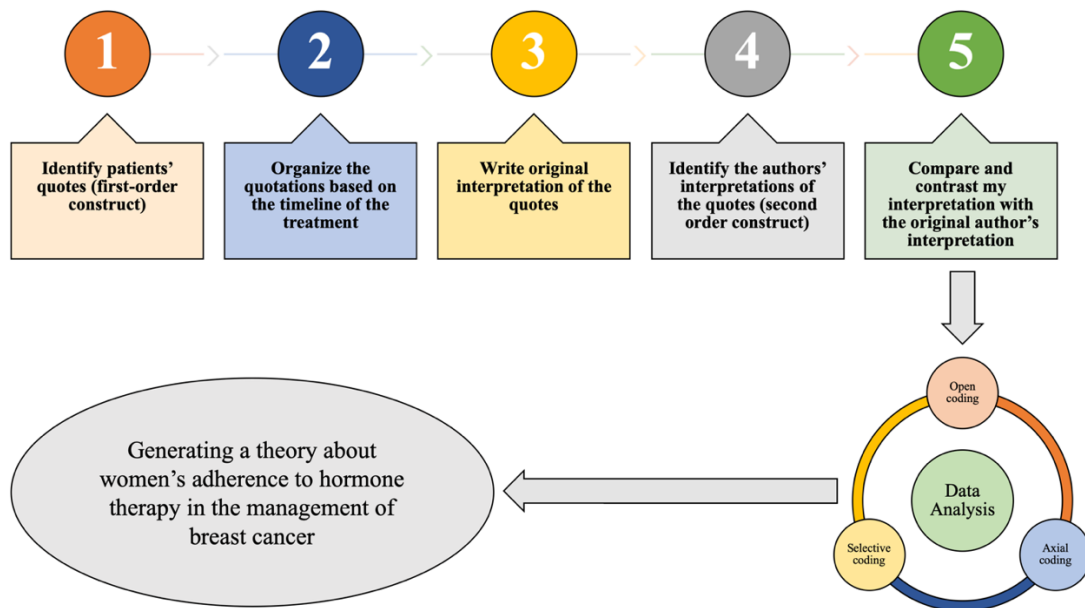 1
2
3
4
5
Identify patients'
quotes (first-order
construct)
Organize the
quotations based on
the timeline of the
treatment
Write original
interpretation of the
quotes
Identify the authors'
interpretations of
the quotes (second
order construct)
Compare and
contrast my
interpretation with
the original author's
interpretation
Open
coding
Data
Analysis
Selective
coding
Axial
coding
Generating a theory about
women's adherence to hormone
therapy in the management of
breast cancer